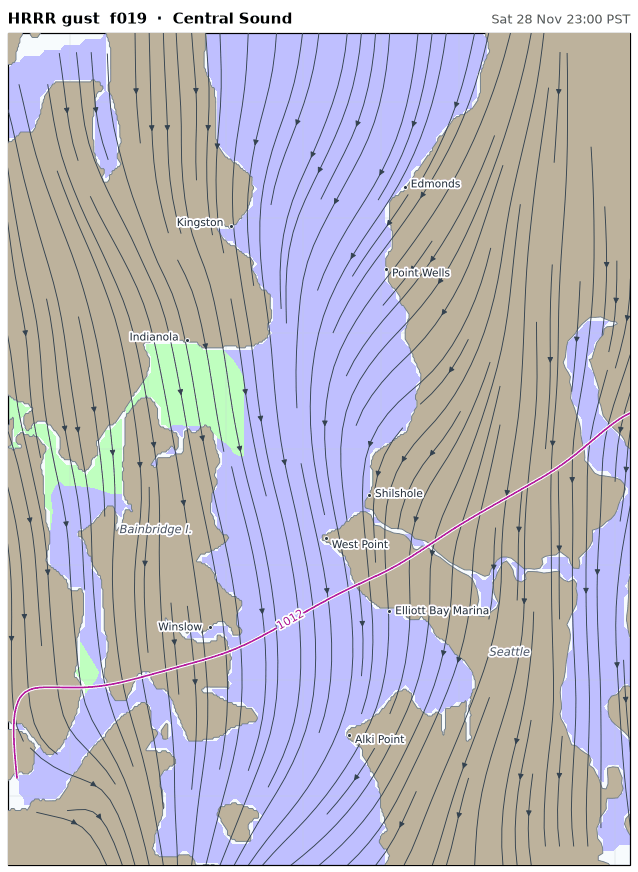 HRRR gust f019 · Central Sound
Sat 28 Nov 23:00 PST
Edmonds
Kingston
Point Wells
Indianola
Shilshole
Bainbridge I.
West Point
Elliott Bay Marina
1012
Winslow
Seattle
Alki Point